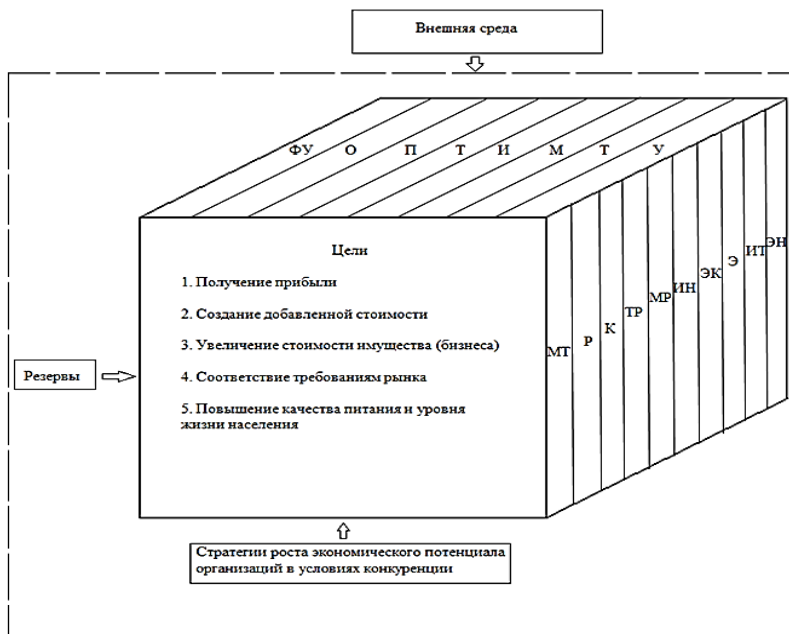 Внешняя среда
ФУ О П Т И М Т У
Цели
1. Получение прибыли
2. Создание добавленной стоимости
3. Увеличение стоимости имущества (бизнеса)
4. Соответствие требованиям рынка
5. Повышение качества питания и уровня
жизни населения
МТ Р К ТР МР ИН ЭК Э ИТ ЭН
Резервы
Стратегии роста экономического потенциала
организаций в условиях конкуренции